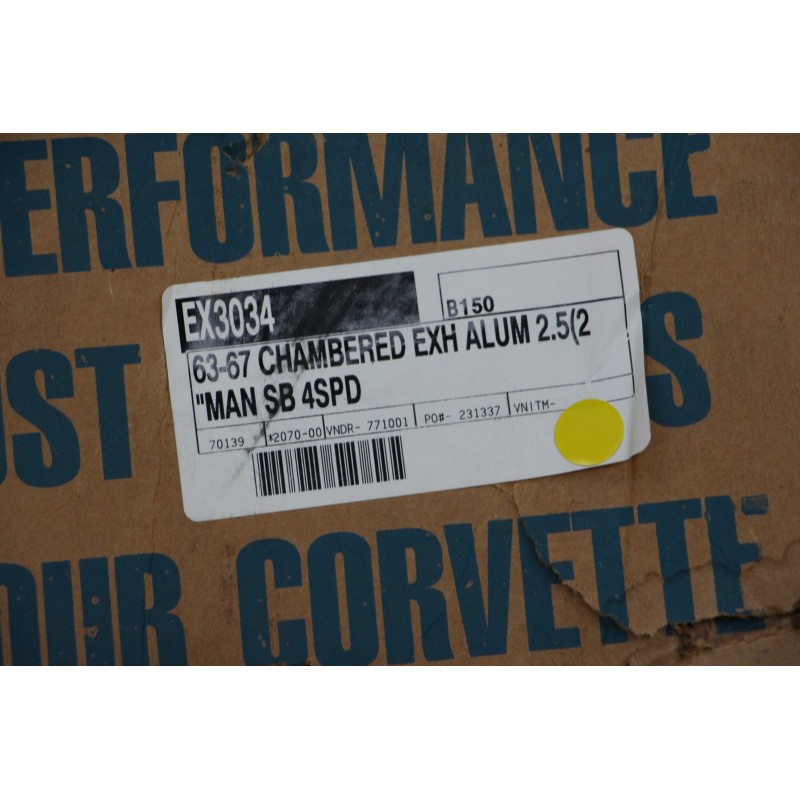 ERFORMANCE
EX3034
B150
63-67 CHAMBERED EXH ALUM 2.5(2
"MAN SB 4SPD
70139 *2070-00 VNDR- 771001 PO#- 231337 VNITM-
UST S
OUR CORVETTE